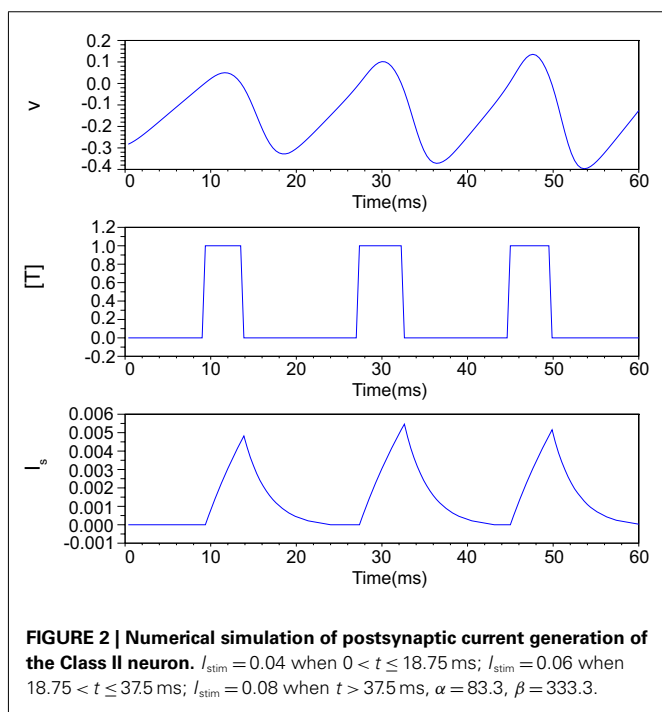 0.2
0.1
0.0
-0.1
-0.2
-0.3
-0.4
v
0 10 20 30 40 50 60
Time(ms)
1.2
1.0
0.8
0.6
0.4
0.2
0.0
-0.2
[T]
0 10 20 30 40 50 60
Time(ms)
0.006
0.005
0.004
0.003
0.002
0.001
0.000
-0.001
I_s
0 10 20 30 40 50 60
Time(ms)
FIGURE 2 | Numerical simulation of postsynaptic current generation of
the Class II neuron. I_stim = 0.04 when 0 < t ≤ 18.75 ms; I_stim = 0.06 when
18.75 < t ≤ 37.5 ms; I_stim = 0.08 when t > 37.5 ms, α = 83.3, β = 333.3.